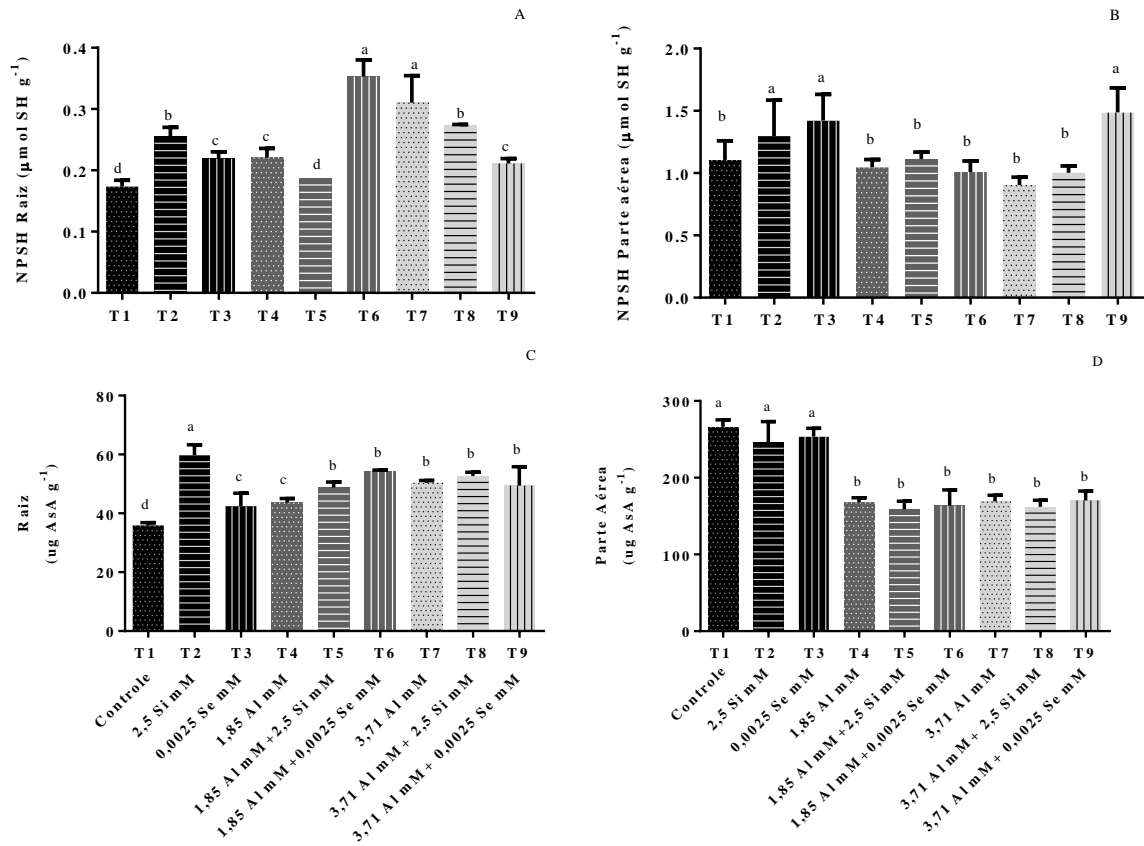 A
NPSH Raiz (μmol SH g-1)
0.4
0.3
0.2
0.1
0.0
d
b
c
c
d
a
a
b
c
T1 T2 T3 T4 T5 T6 T7 T8 T9
B
NPSH Parte aérea (μmol SH g-1)
2.0
1.5
1.0
0.5
0.0
b
a
a
b
b
b
b
b
a
T1 T2 T3 T4 T5 T6 T7 T8 T9
C
Raiz
(ug AsA g-1)
80
60
40
20
0
d
a
c
c
b
b
b
b
b
T1 T2 T3 T4 T5 T6 T7 T8 T9
Controle
2,5 Si mM
0,0025 Se mM
1,85 Al mM
1,85 Al mM+2,5 Si mM
1,85 Al mM+0,0025 Se mM
3,71 Al mM
3,71 Al mM+ 2,5 Si mM
3,71 Al mM+ 0,0025 Se mM
D
Parte Aérea
(ug AsA g-1)
300
200
100
0
a
a
a
b
b
b
b
b
b
T1 T2 T3 T4 T5 T6 T7 T8 T9
Controle
2,5 Si mM
0,0025 Se mM
1,85 Al mM
1,85 Al mM+2,5 Si mM
1,85 Al mM+0,0025 Se mM
3,71 Al mM
3,71 Al mM+ 2,5 Si mM
3,71 Al mM+ 0,0025 Se mM